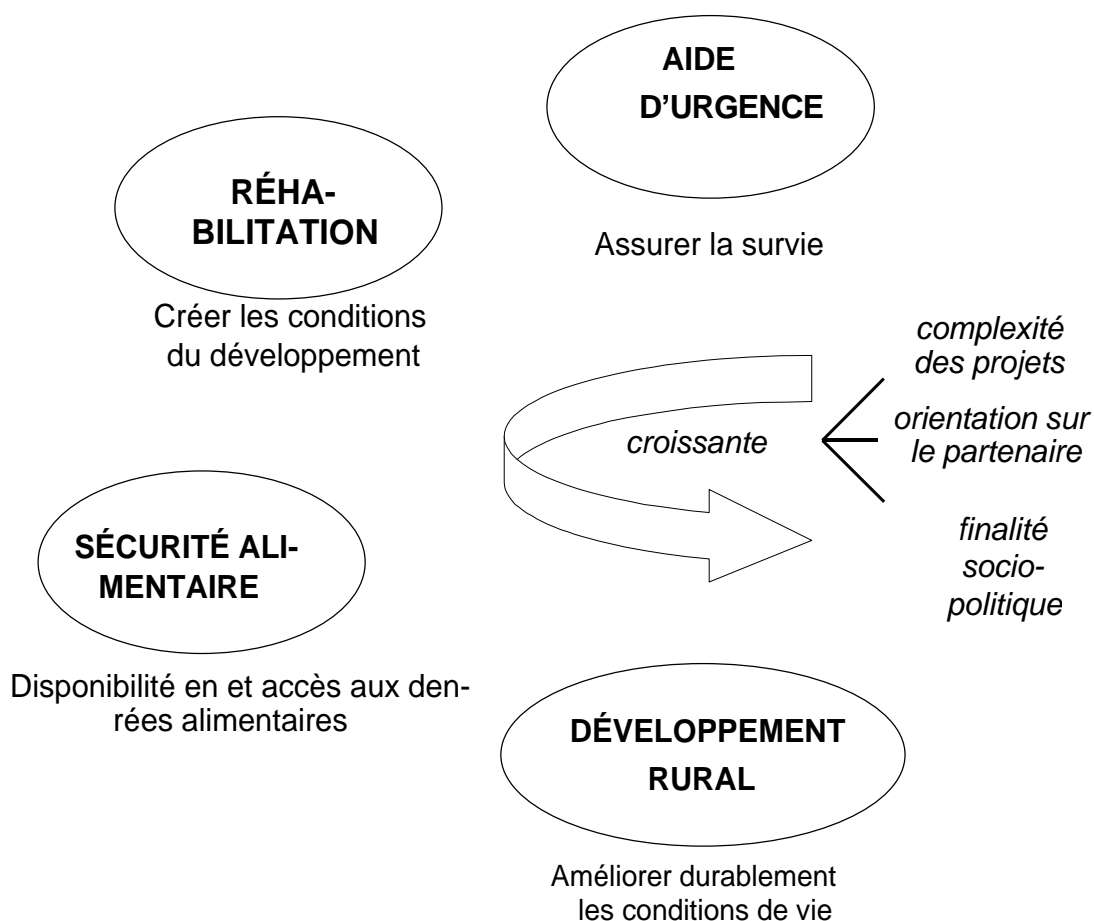 AIDE
D’URGENCE
Assurer la survie
RÉHA-
BILITATION
Créer les conditions
du développement
complexité
des projets
croissante
orientation sur
le partenaire
finalité
socio-
politique
SÉCURITÉ ALI-
MENTAIRE
Disponibilité en et accès aux den-
rées alimentaires
DÉVELOPPEMENT
RURAL
Améliorer durablement
les conditions de vie